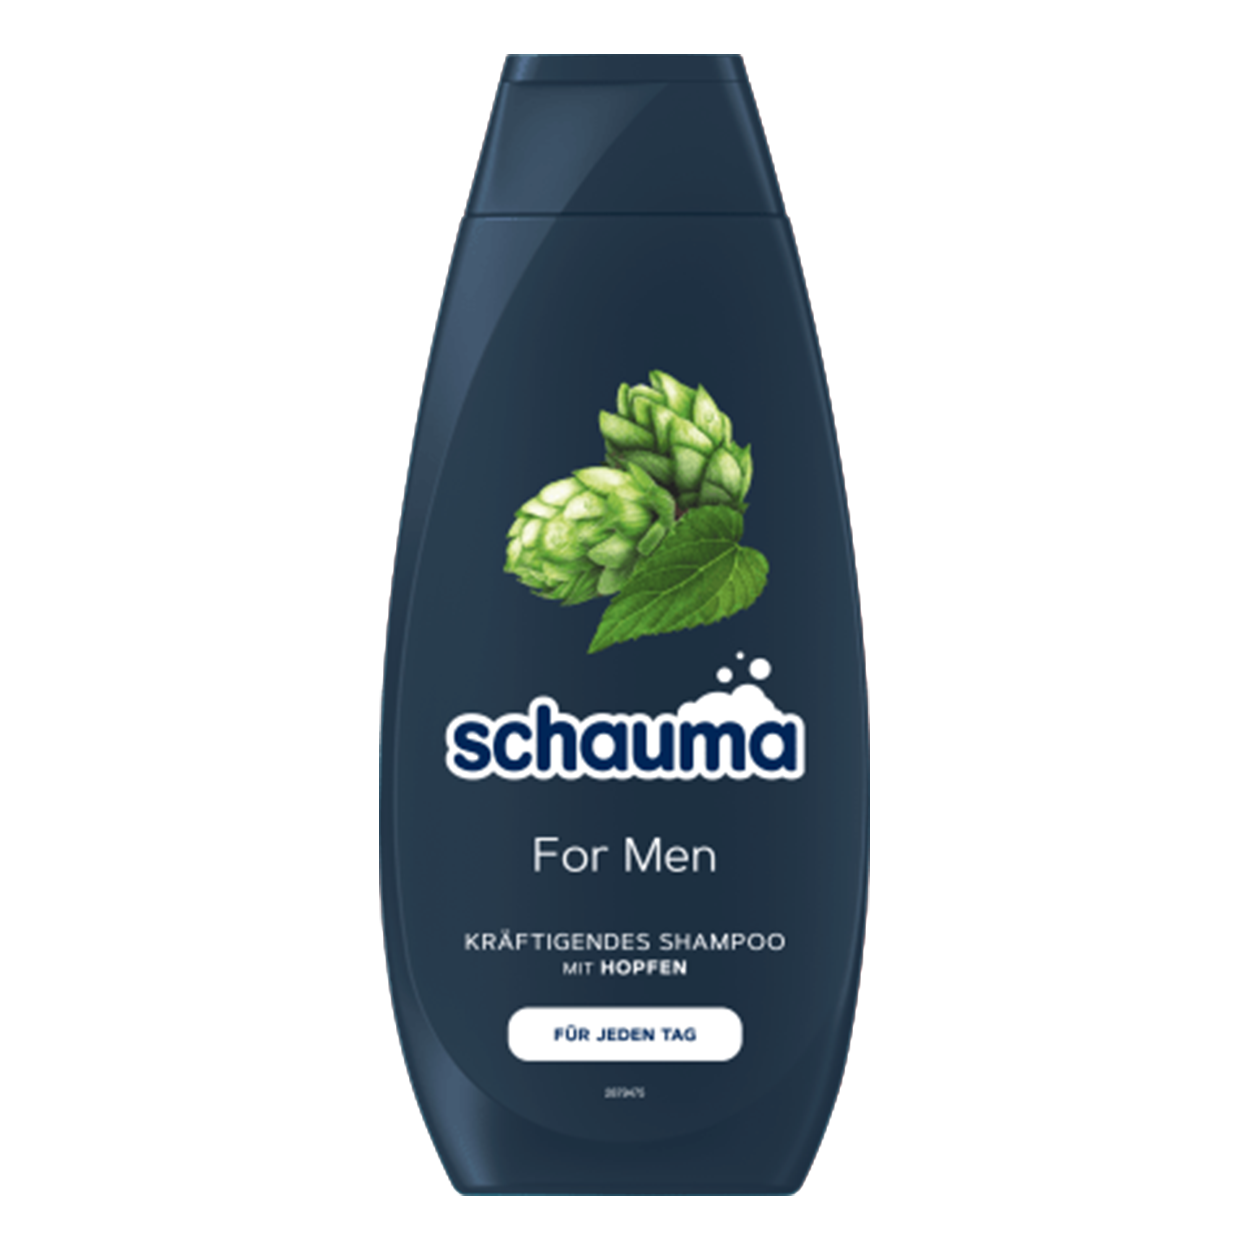 schauma
For Men
KRÄFTIGENDES SHAMPOO
MIT HOPFEN
FÜR JEDEN TAG